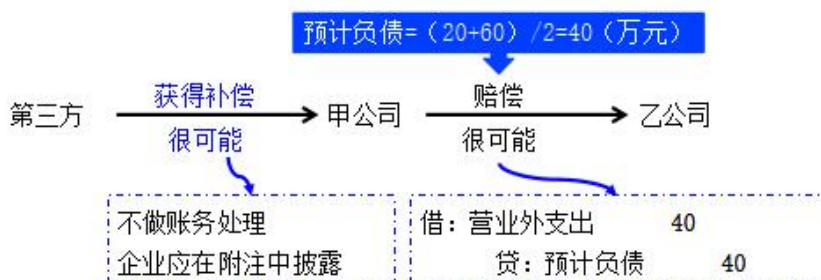 预计负债=（20+60）/2=40（万元）
第三方 获得补偿 甲公司 赔偿 乙公司
很可能 很可能
不做账务处理
企业应在附注中披露
借：营业外支出 40
贷：预计负债 40